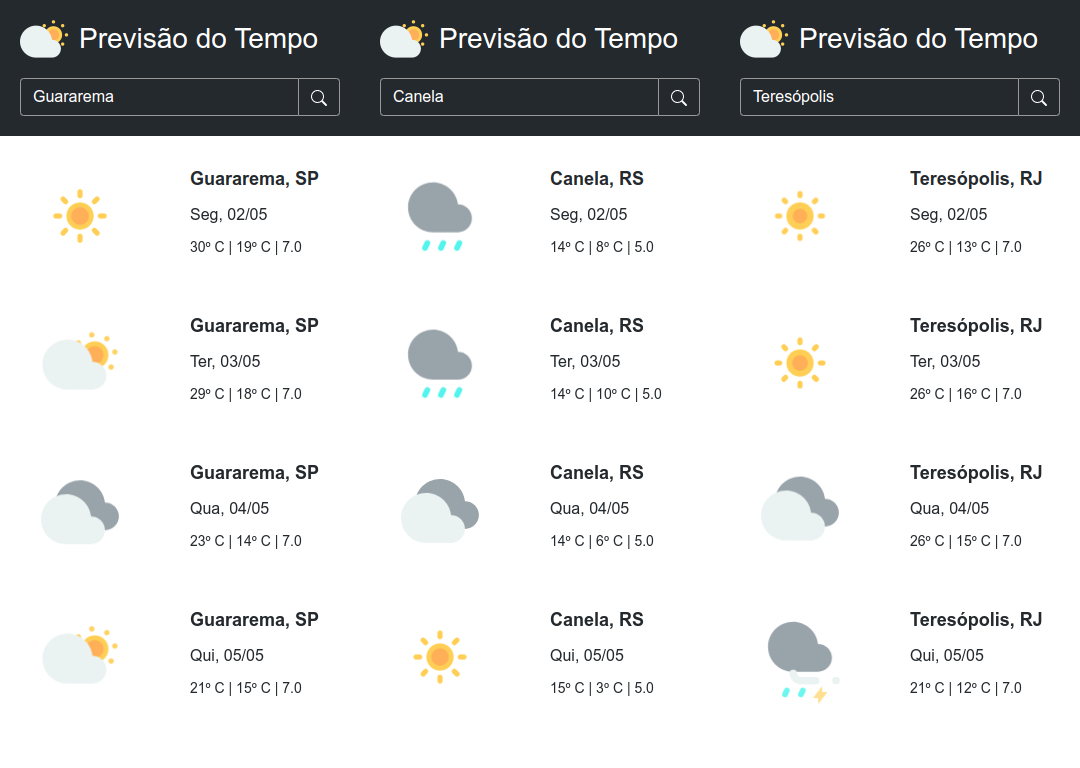 Previsão do Tempo
Guararema
Guararema, SP
Seg, 02/05
30º C | 19º C | 7.0
Guararema, SP
Ter, 03/05
29º C | 18º C | 7.0
Guararema, SP
Qua, 04/05
23º C | 14º C | 7.0
Guararema, SP
Qui, 05/05
21º C | 15º C | 7.0
Previsão do Tempo
Canela
Canela, RS
Seg, 02/05
14º C | 8º C | 5.0
Canela, RS
Ter, 03/05
14º C | 10º C | 5.0
Canela, RS
Qua, 04/05
14º C | 6º C | 5.0
Canela, RS
Qui, 05/05
15º C | 3º C | 5.0
Previsão do Tempo
Teresópolis
Teresópolis, RJ
Seg, 02/05
26º C | 13º C | 7.0
Teresópolis, RJ
Ter, 03/05
26º C | 16º C | 7.0
Teresópolis, RJ
Qua, 04/05
26º C | 15º C | 7.0
Teresópolis, RJ
Qui, 05/05
21º C | 12º C | 7.0